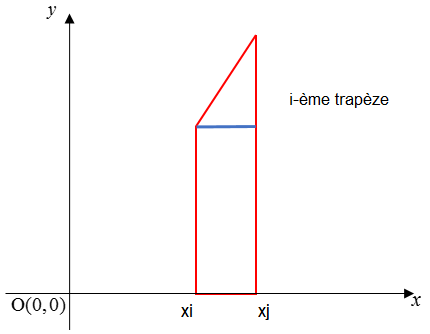 y
i-ème trapèze
O(0,0)
xi
xj
x